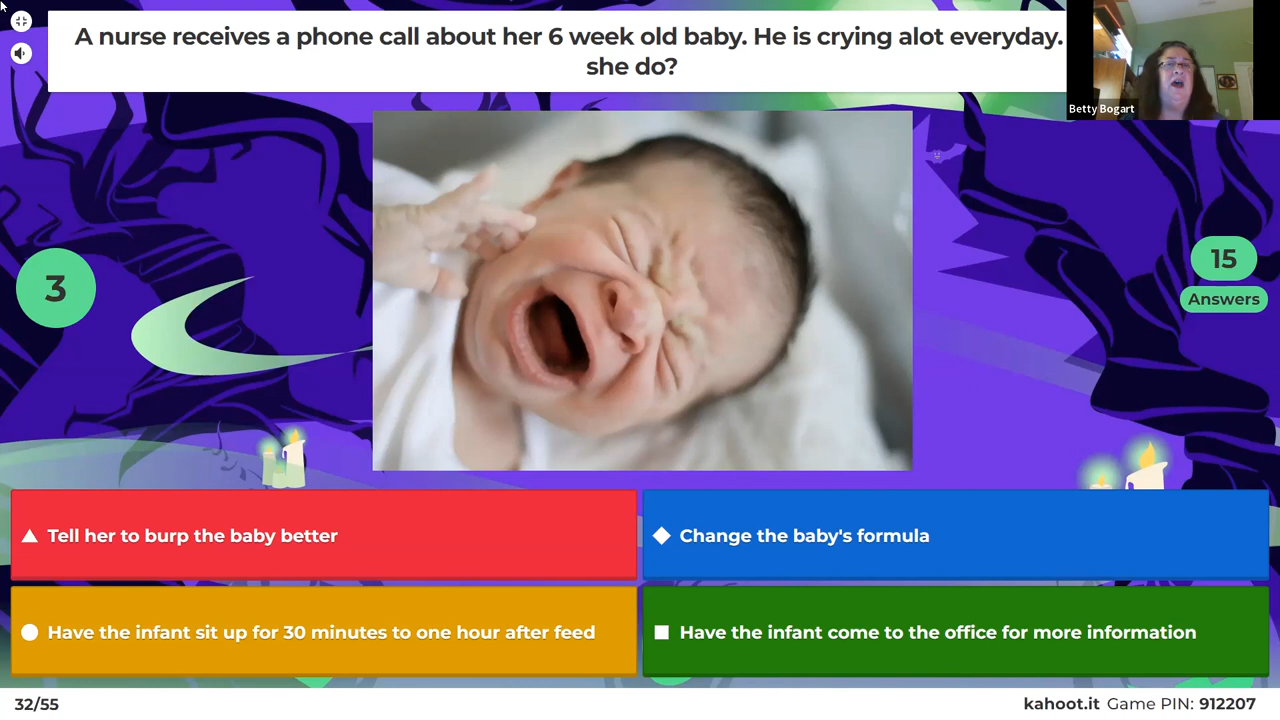 A nurse receives a phone call about her 6 week old baby. He is crying alot everyday.
she do?
Betty Bogart
3
15
Answers
Tell her to burp the baby better
Change the baby's formula
Have the infant sit up for 30 minutes to one hour after feed
Have the infant come to the office for more information
32/55
kahoot.it Game PIN: 912207